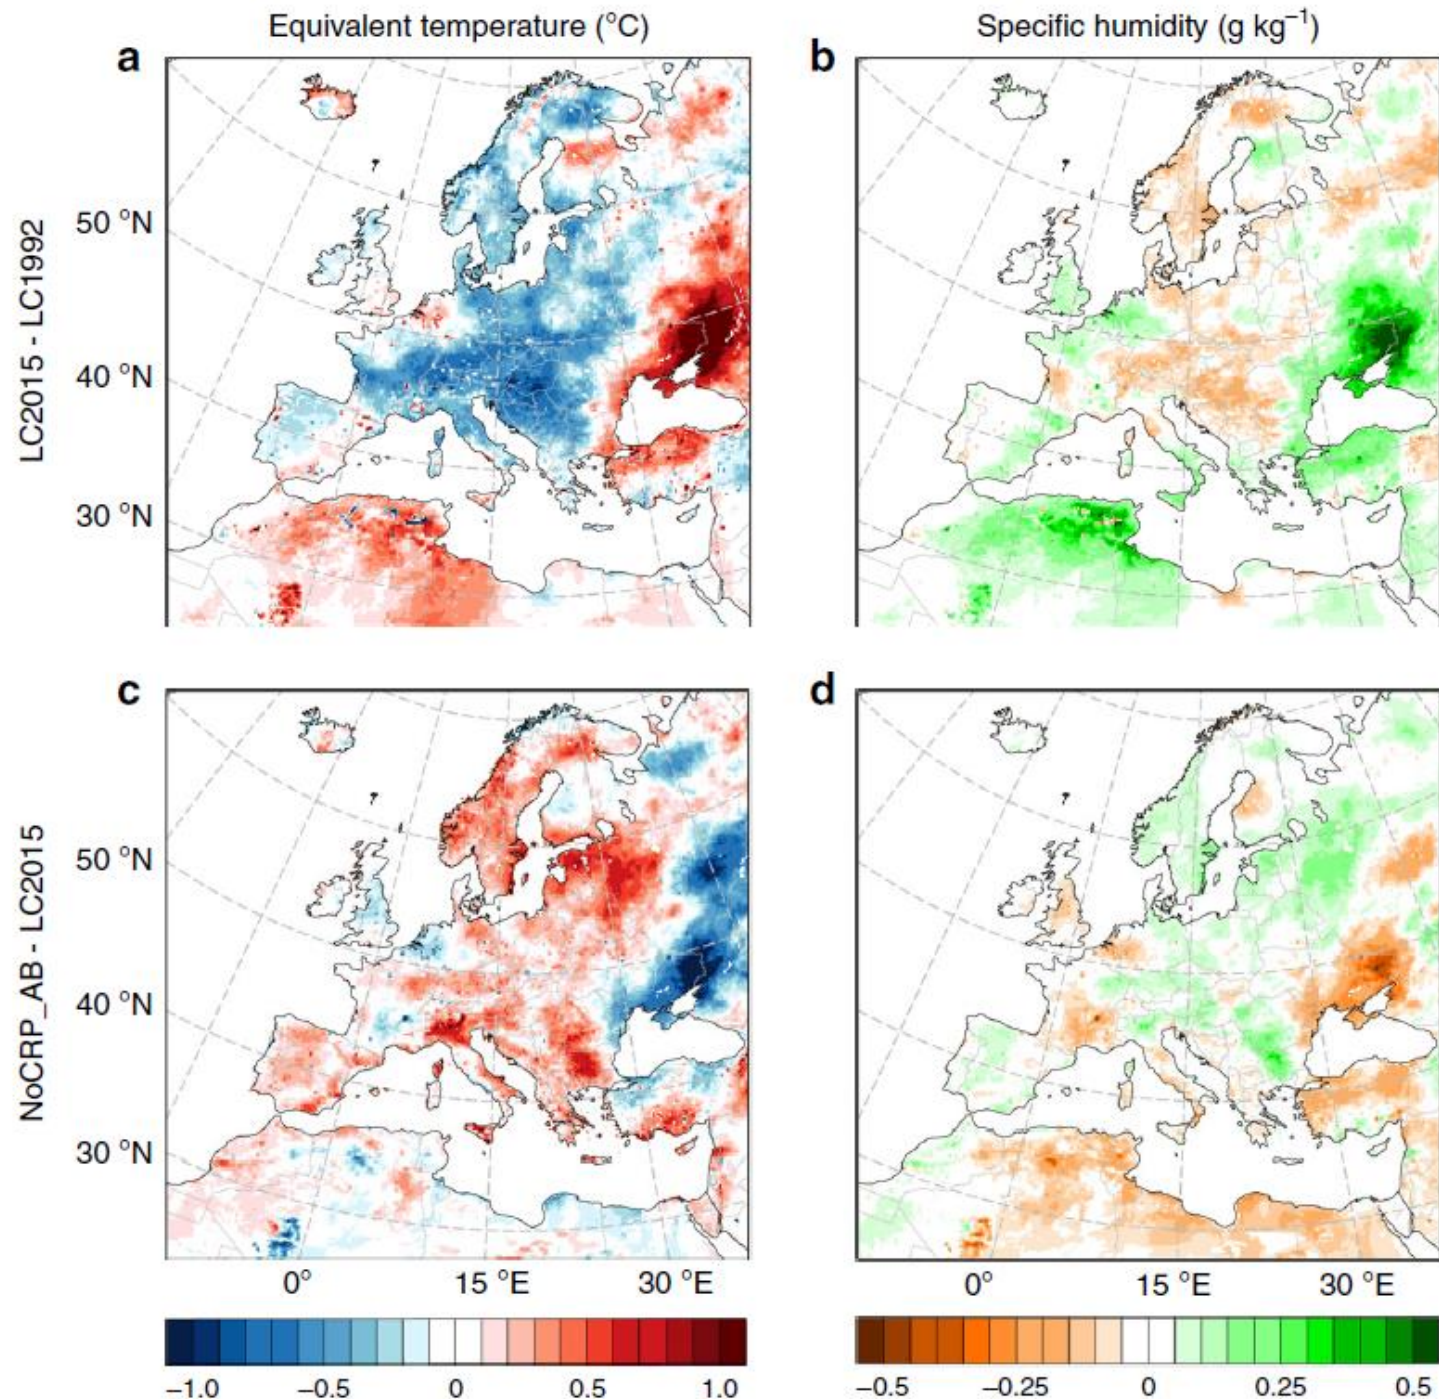 Equivalent temperature (°C)
Specific humidity (g kg⁻¹)
a
b
LC2015 - LC1992
50 °N
40 °N
30 °N
c
d
NoCRP_AB - LC2015
50 °N
40 °N
30 °N
0° 15 °E 30 °E
0° 15 °E 30 °E
−1.0 −0.5 0 0.5 1.0
−0.5 −0.25 0 0.25 0.5